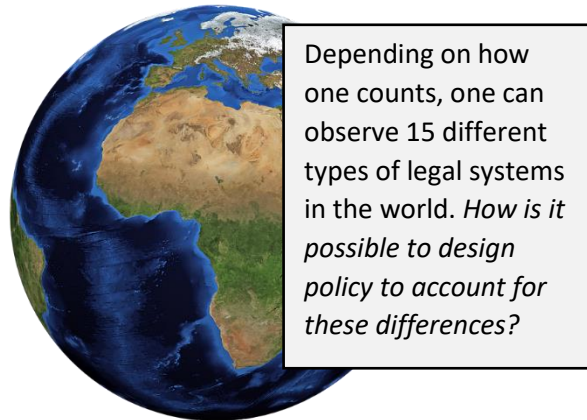 Depending on how
one counts, one can
observe 15 different
types of legal systems
in the world. How is it
possible to design
policy to account for
these differences?